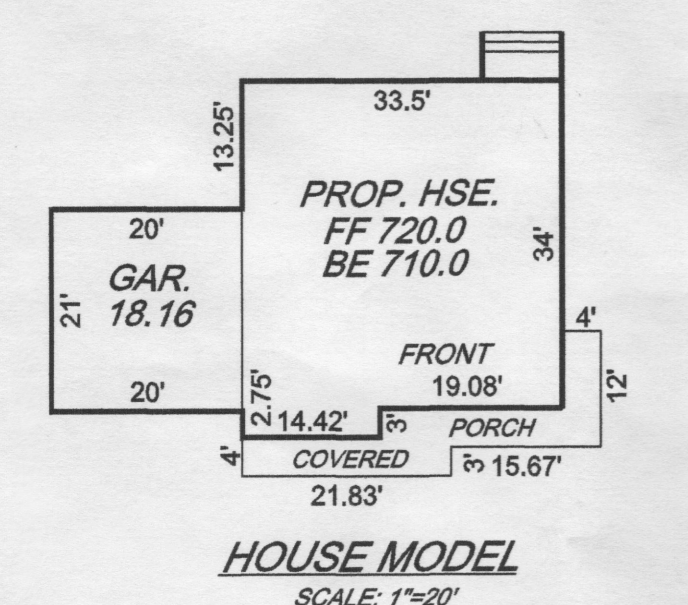 33.5'
13.25'
PROP. HSE.
FF 720.0
BE 710.0
34'
20'
GAR.
18.16
21'
20'
4'
12'
FRONT
19.08'
2.75'
14.42'
3'
PORCH
4'
COVERED
3'
15.67'
21.83'
HOUSE MODEL
SCALE: 1"=20'